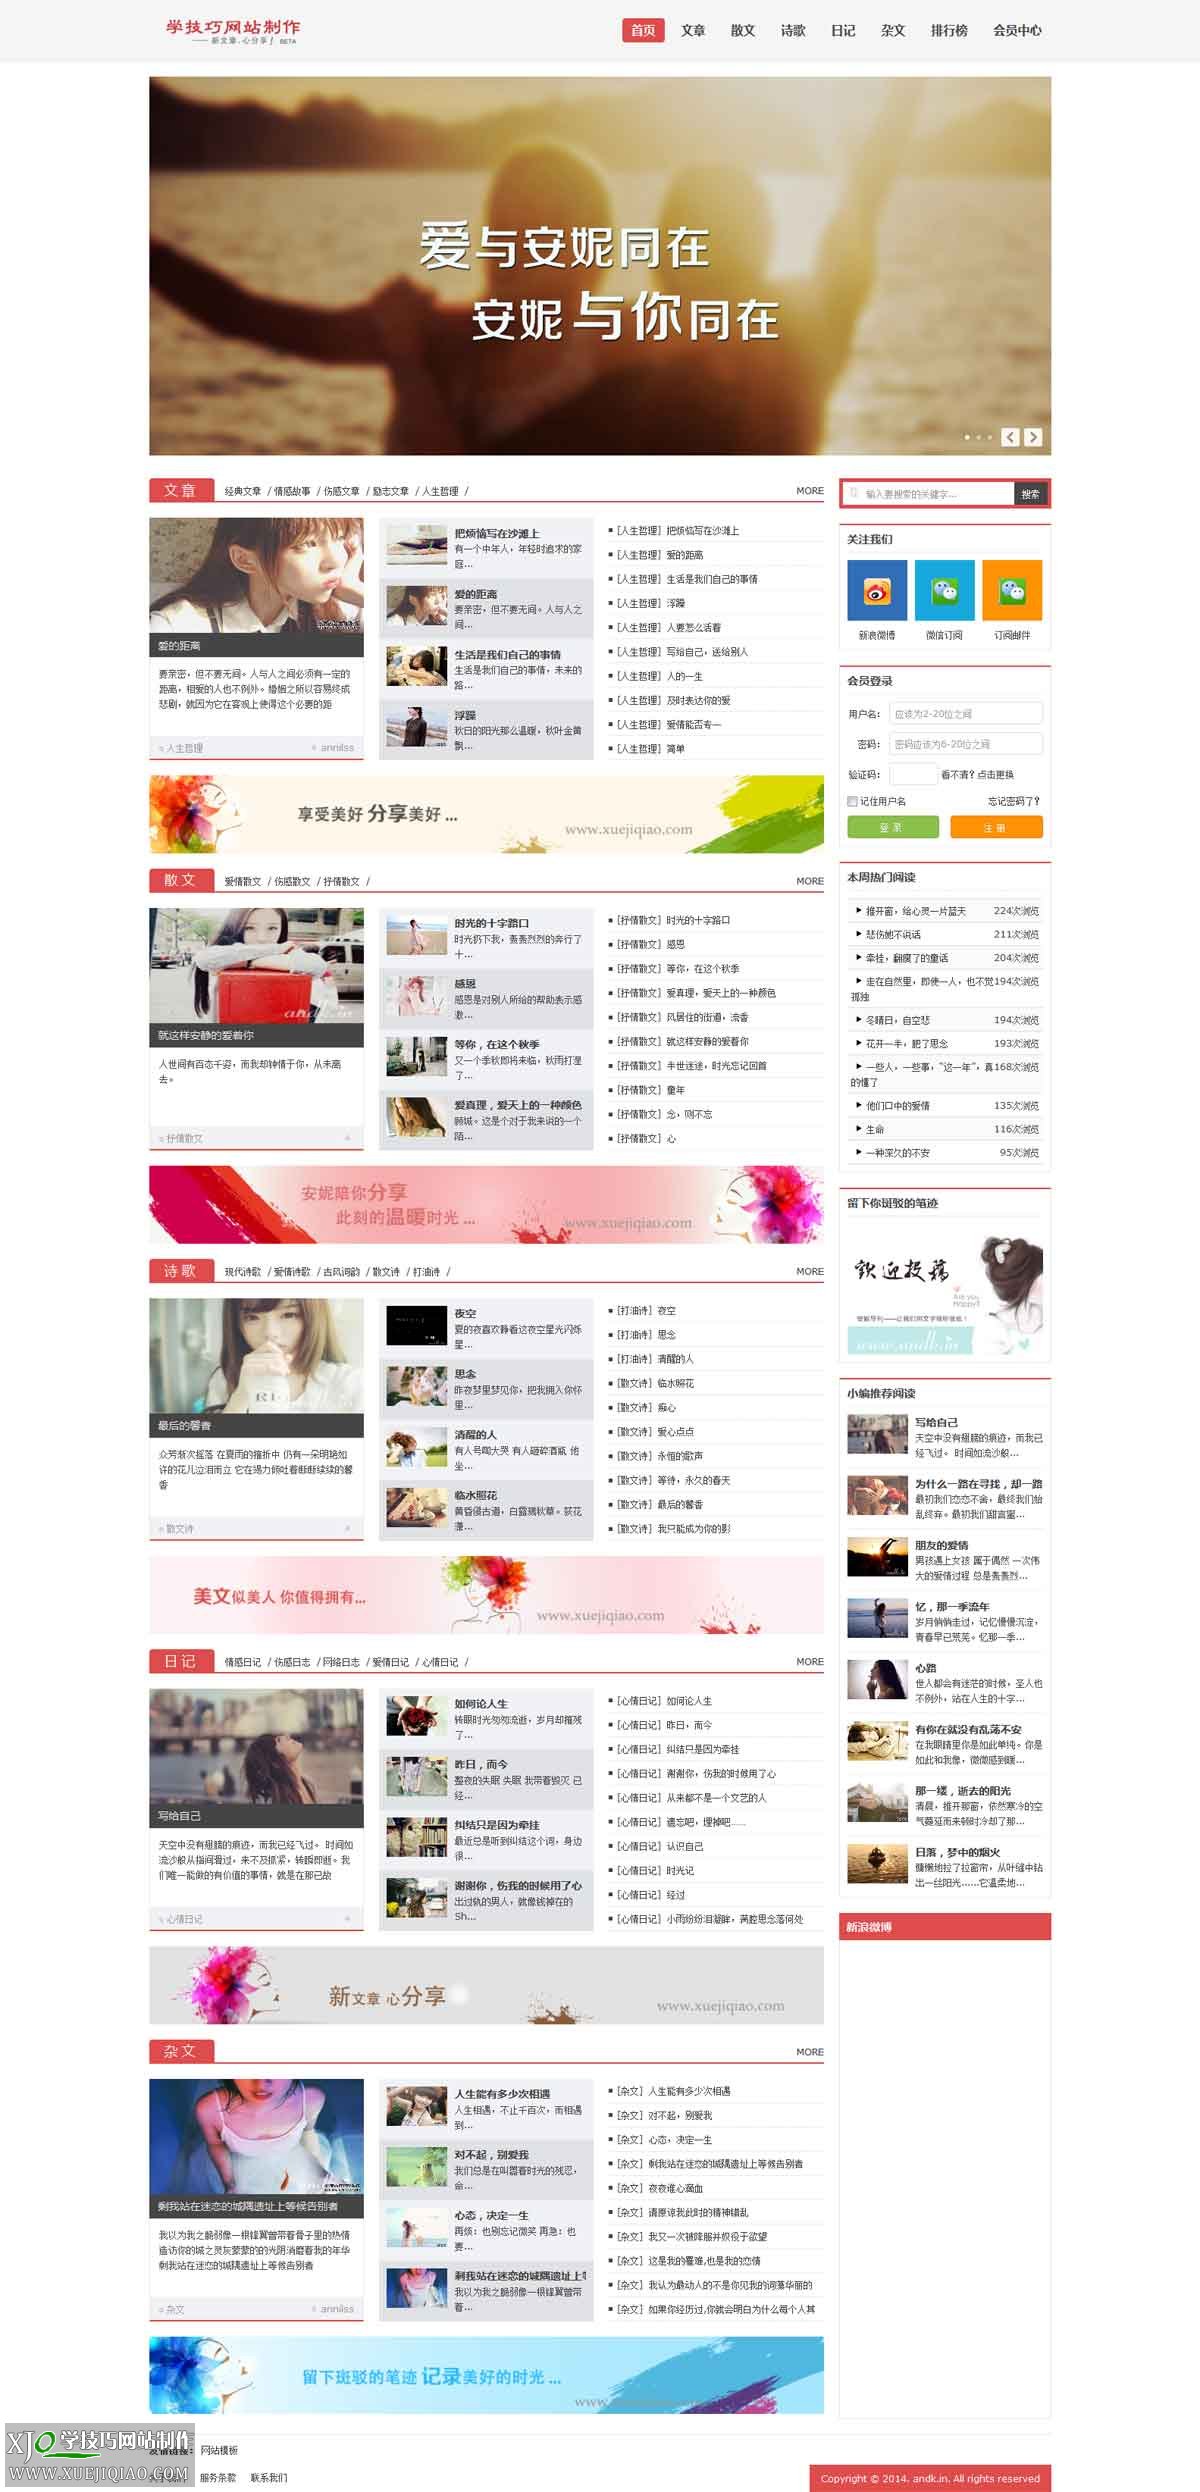 学技巧网站制作
——新文章.心分享! BETA
首页 文章 散文 诗歌 日记 杂文 排行榜 会员中心
爱与安妮同在
安妮与你同在
文章 经典文章 / 情感故事 / 伤感文章 / 励志文章 / 人生哲理 / MORE
爱的距离
要亲密，但不要无间。人与人之间必须有一定的
距离，相爱的人也不例外。婚姻之所以容易终成
悲剧，就因为它在客观上使得这个必要的距
人生哲理 annilss
把烦恼写在沙滩上
有一个中年人，年轻时追求的家
庭...
爱的距离
要亲密，但不要无间。人与人之
间...
生活是我们自己的事情
生活是我们自己的事情，未来的
路...
浮躁
秋日的阳光那么温暖，秋叶金黄
飘...
[人生哲理] 把烦恼写在沙滩上
[人生哲理] 爱的距离
[人生哲理] 生活是我们自己的事情
[人生哲理] 浮躁
[人生哲理] 人要怎么活着
[人生哲理] 写给自己，送给别人
[人生哲理] 人的一生
[人生哲理] 及时表达你的爱
[人生哲理] 爱情能否专一
[人生哲理] 简单
享受美好 分享美好 ...
www.xuejiqiao.com
散文 爱情散文 / 伤感散文 / 抒情散文 / MORE
就这样安静的爱着你
人世间有百态千姿，而我却钟情于你，从未离
去。
抒情散文
时光的十字路口
时光扔下我，轰轰烈烈的奔行了
十...
感恩
感恩是对别人所给的帮助表示感
激...
等你，在这个秋季
又一个季秋即将来临，秋雨打湿
了...
爱真理，爱天上的一种颜色
顾城。这是个对于我来说的一个
陌...
[抒情散文] 时光的十字路口
[抒情散文] 感恩
[抒情散文] 等你，在这个秋季
[抒情散文] 爱真理，爱天上的一种颜色
[抒情散文] 风居住的街道，流香
[抒情散文] 就这样安静的爱着你
[抒情散文] 半世迷途，时光忘记回首
[抒情散文] 童年
[抒情散文] 念，则不忘
[抒情散文] 心
安妮陪你分享
此刻的温暖时光 ...
www.xuejiqiao.com
诗歌 现代诗歌 / 爱情诗歌 / 古风词韵 / 散文诗 / 打油诗 / MORE
最后的馨香
众芳渐次摇落 在夏雨的摧折中 仍有一朵明艳如
许的花儿泣泪而立 它在竭力倾吐着断断续续的馨
香
散文诗
夜空
夏的夜喜欢静看这夜空星光闪烁
星...
思念
昨夜梦里梦见你，把我拥入你怀
里...
清醒的人
有人号啕大哭 有人砸碎酒瓶 他
坐...
临水照花
黄昏侵古道，白露摘秋草。荻花
[打油诗] 夜空
[打油诗] 思念
[打油诗] 清醒的人
[散文诗] 临水照花
[散文诗] 痴心
[散文诗] 爱心点点
[散文诗] 永恒的歌声
[散文诗] 等待，永久的春天
[散文诗] 最后的馨香
[散文诗] 我只能成为你的影
美文似美人 你值得拥有...
www.xuejiqiao.com
日记 情感日记 / 伤感日志 / 网络日志 / 爱情日记 / 心情日记 / MORE
写给自己
天空中没有翅膀的痕迹，而我已经飞过。 时间如
流沙般从指间滑过，来不及抓紧，转瞬即逝。我
们唯一能做的有价值的事情，就是在那已故
心情日记
如何论人生
转眼时光匆匆流逝，岁月却摧残
了...
昨日，而今
整夜的失眠 失眠 我带着毁灭 已
经...
纠结只是因为牵挂
最近总是听到纠结这个词，身边
很...
谢谢你，伤我的时候用了心
出过轨的男人，就像钱掉在的
Sh...
[心情日记] 如何论人生
[心情日记] 昨日，而今
[心情日记] 纠结只是因为牵挂
[心情日记] 谢谢你，伤我的时候用了心
[心情日记] 从来都不是一个文艺的人
[心情日记] 遗忘吧，埋掉吧......
[心情日记] 认识自己
[心情日记] 时光记
[心情日记] 经过
[心情日记] 小雨纷纷泪凝眸，满腔思念落何处
新文章 心分享
www.xuejiqiao.com
杂文 MORE
剩我站在迷恋的城隅遗址上等候告别者
我以为我之脆弱像一根锋翼曾带着骨子里的热情
造访你的城之灵灰蒙蒙的的光阴消磨着我的年华
剩我站在迷恋的城隅遗址上等候告别者
杂文 annilss
人生能有多少次相遇
人生相遇，不止千百次，而相遇
到...
对不起，别爱我
我们总是在叫嚣着时光的残忍，
命...
心态，决定一生
再烦：也别忘记微笑 再急：也
要...
剩我站在迷恋的城隅遗址上等
我以为我之脆弱像一根锋翼曾带
着...
[杂文] 人生能有多少次相遇
[杂文] 对不起，别爱我
[杂文] 心态，决定一生
[杂文] 剩我站在迷恋的城隅遗址上等候告别者
[杂文] 夜夜谁心滴血
[杂文] 请原谅我此时的精神错乱
[杂文] 我又一次被降服并奴役于欲望
[杂文] 这是我的罹难,也是我的恋情
[杂文] 我认为最动人的不是你见我的词藻华丽的
[杂文] 如果你经历过,你就会明白为什么每个人其
留下斑驳的笔迹 记录美好的时光 ...
www.xuejiqiao.com
输入要搜索的关键字... 搜索
关注我们
新浪微博 微信订阅 订阅邮件
会员登录
用户名: 应该为2-20位之间
密码: 密码应该为6-20位之间
验证码: 看不清？点击更换
记住用户名 忘记密码了?
登 录 注 册
本周热门阅读
推开窗，给心灵一片蓝天 224次浏览
悲伤她不说话 211次浏览
牵挂，翻腐了的童话 204次浏览
走在自然里，即使一人，也不觉 194次浏览
孤独
冬晴日，自空悲 194次浏览
花开一半，肥了思念 193次浏览
一些人，一些事，"这一年"，真 168次浏览
的懂了
他们口中的爱情 135次浏览
生命 116次浏览
一种深久的不安 95次浏览
留下你斑驳的笔迹
欢迎投稿
Are you
Happy?
www.andk.in
小编推荐阅读
写给自己
天空中没有翅膀的痕迹，而我已
经飞过。 时间如流沙般...
为什么一路在寻找，却一路
最初我们恋恋不舍，最终我们始
乱终弃。最初我们甜言蜜...
朋友的爱情
男孩遇上女孩 属于偶然 一次伟
大的爱情过程 总是轰轰烈...
忆，那一季流年
岁月悄悄走过，记忆慢慢沉淀，
青春早已荒芜。忆那一季...
心路
世人都会有迷茫的时候，圣人也
不例外，站在人生的十字...
有你在就没有乱荡不安
在我眼睛里你是如此单纯。你是
如此和我像，微微感到暖...
那一缕，逝去的阳光
清晨，推开那窗，依然寒冷的空
气蔓延而来顿时冷却了那...
日落，梦中的烟火
慵懒地拉了拉窗帘，从叶缝中钻
出一丝阳光......它温柔地...
新浪微博
友情链接: 网站模板
关于我们 服务条款 联系我们
Copyright © 2014. andk.in. All rights reserved
XJQ 学技巧网站制作
WWW.XUEJIQIAO.COM